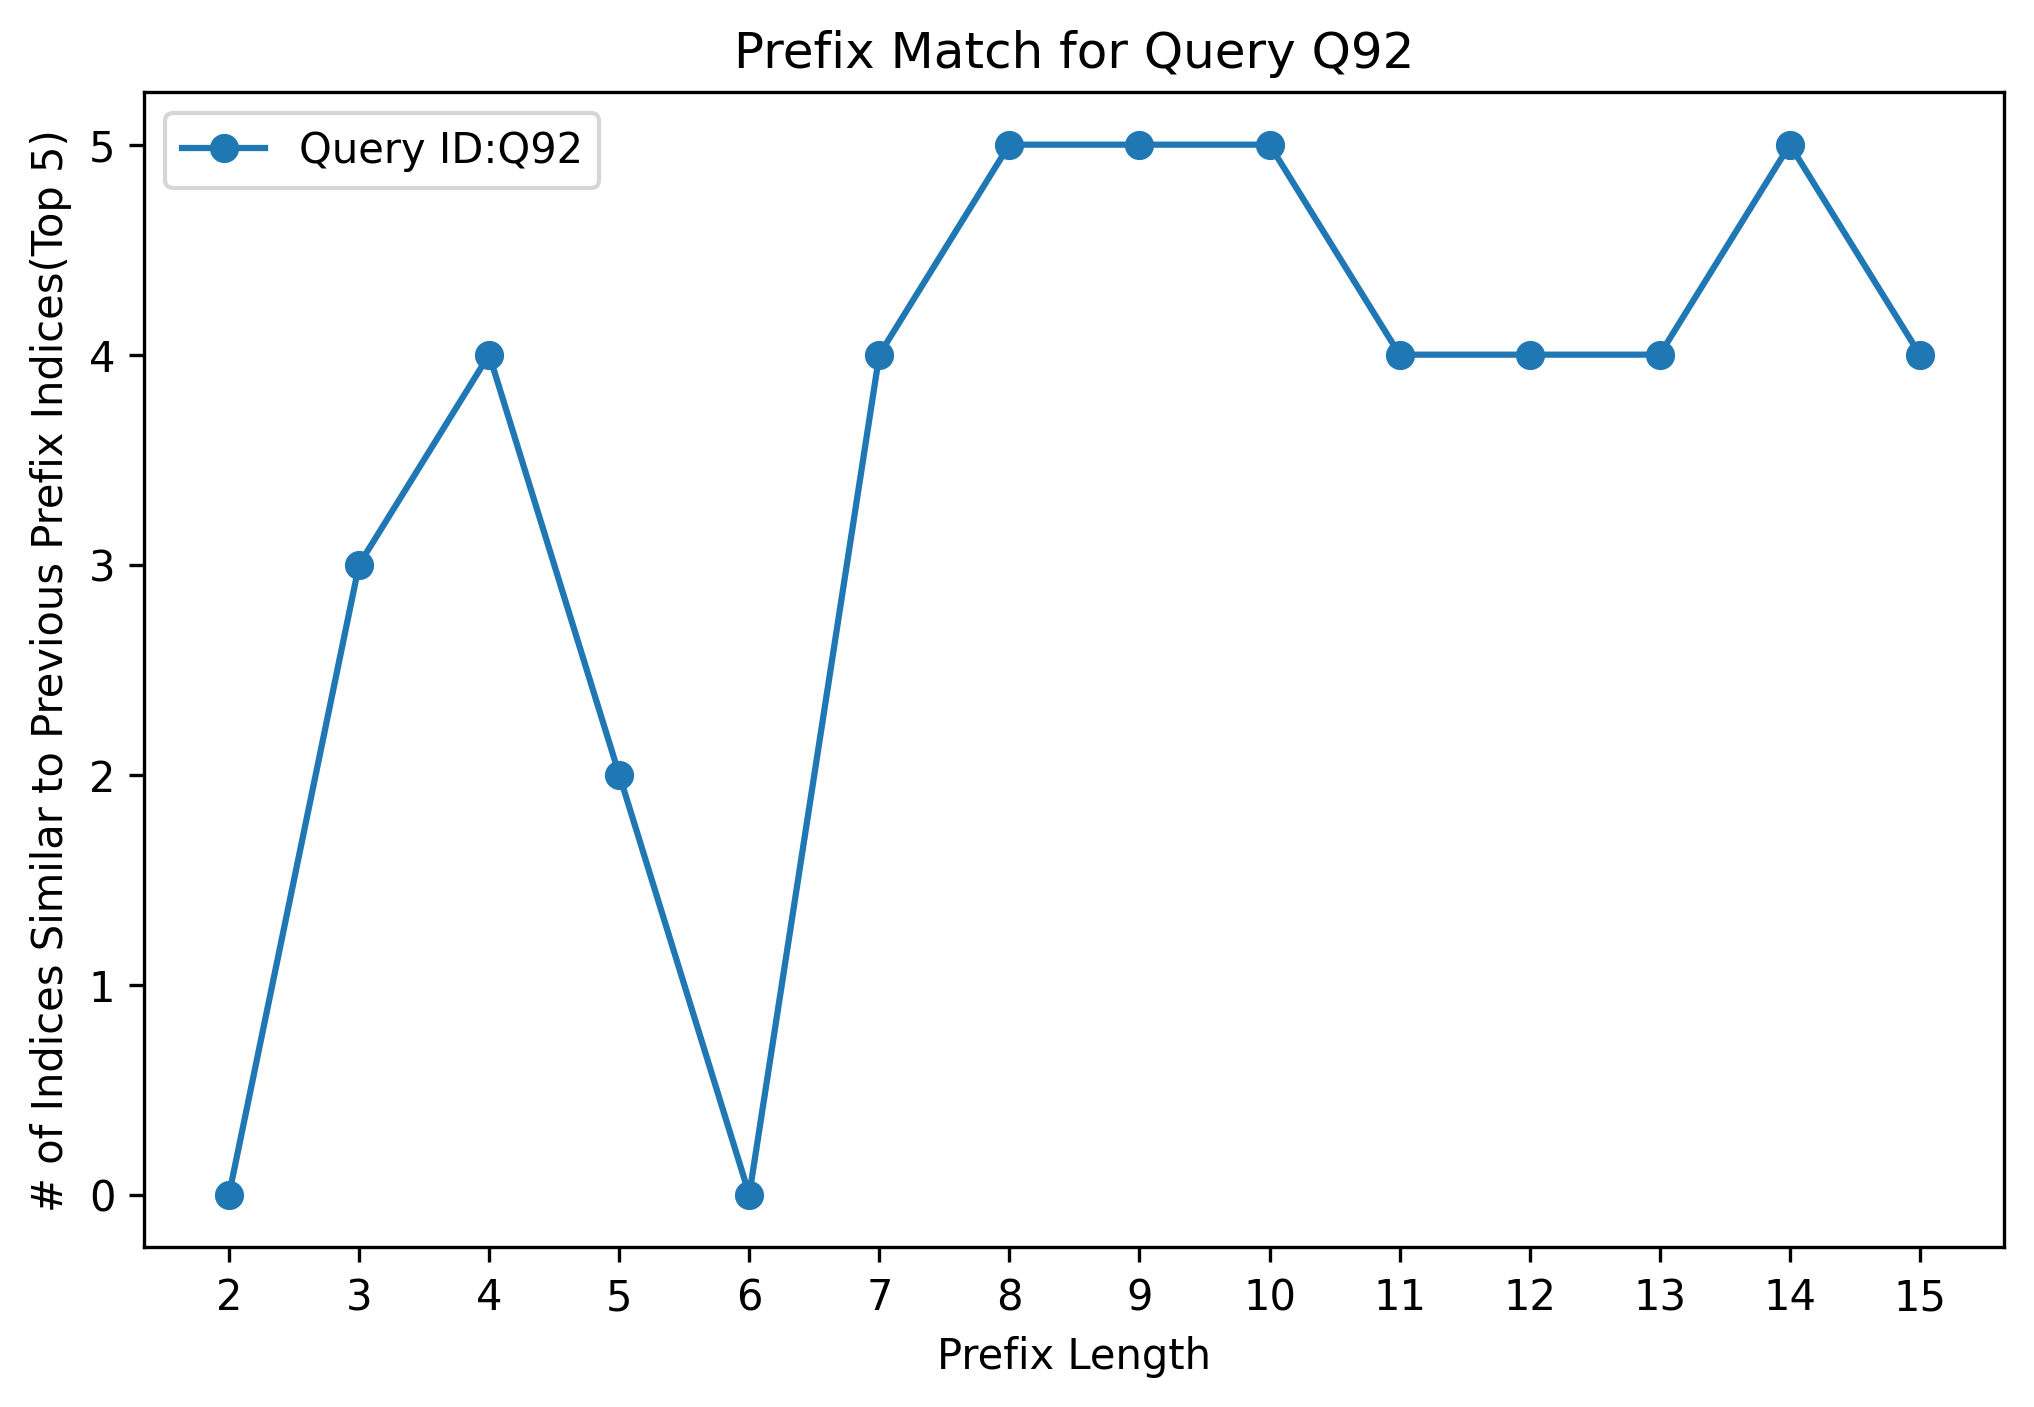 Prefix Match for Query Q92
Query ID:Q92
# of Indices Similar to Previous Prefix Indices(Top 5)
5
4
3
2
1
0
2 3 4 5 6 7 8 9 10 11 12 13 14 15
Prefix Length